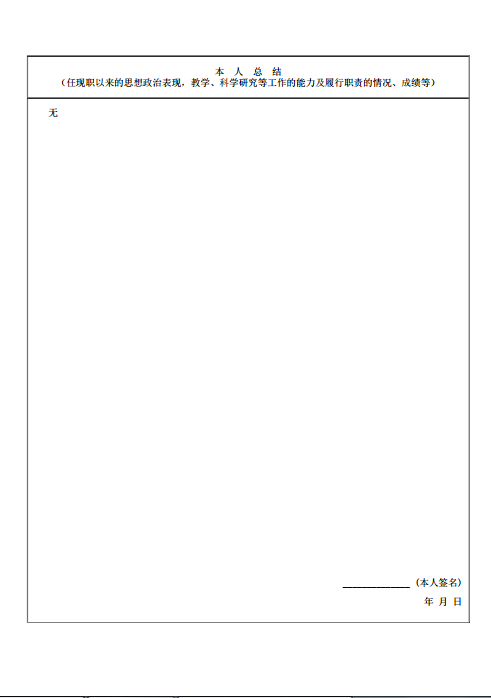 本 人 总 结
（任现职以来的思想政治表现，教学、科学研究等工作的能力及履行职责的情况、成绩等）
无
______________ (本人签名)
年 月 日